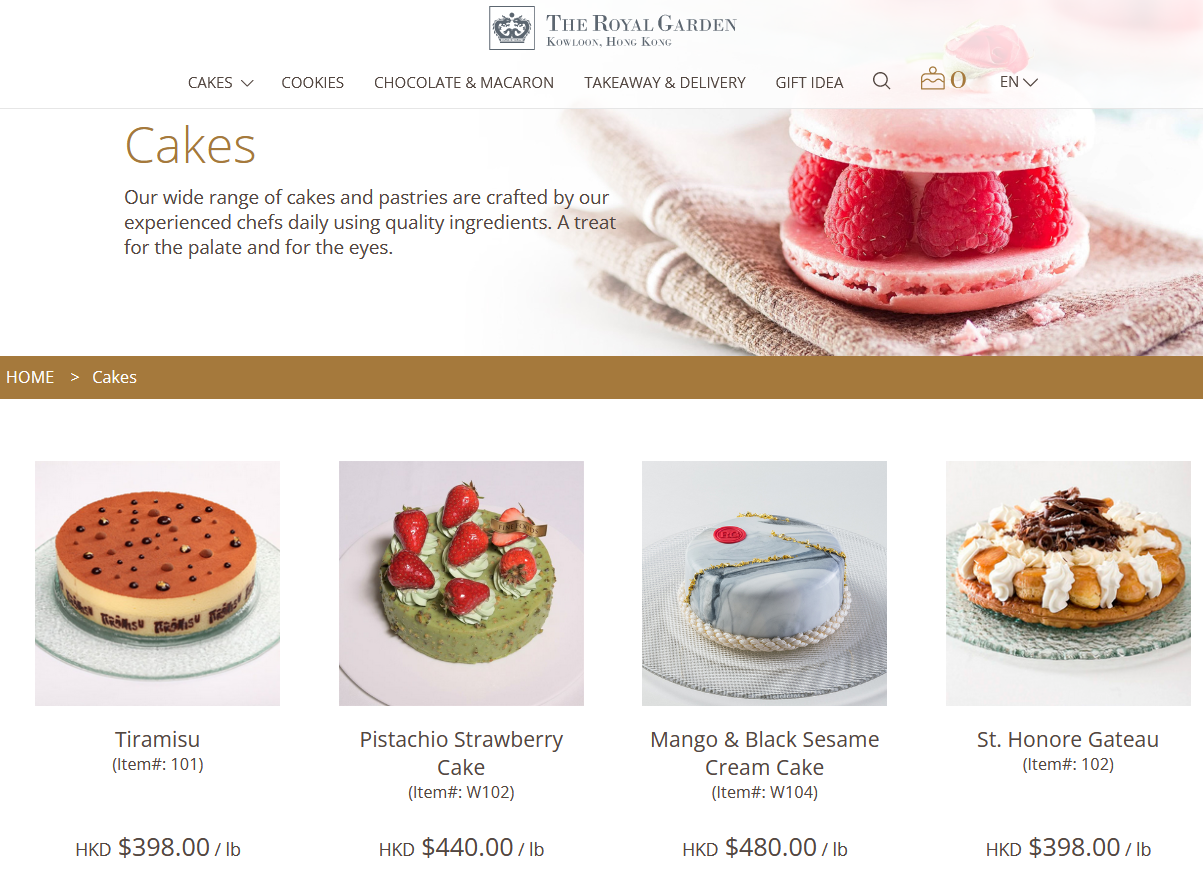 THE ROYAL GARDEN
KOWLOON, HONG KONG
CAKES COOKIES CHOCOLATE & MACARON TAKEAWAY & DELIVERY GIFT IDEA 0 EN
Cakes
Our wide range of cakes and pastries are crafted by our
experienced chefs daily using quality ingredients. A treat
for the palate and for the eyes.
HOME > Cakes
Tiramisu
(Item#: 101)
HKD $398.00 / lb
Pistachio Strawberry
Cake
(Item#: W102)
HKD $440.00 / lb
Mango & Black Sesame
Cream Cake
(Item#: W104)
HKD $480.00 / lb
St. Honore Gateau
(Item#: 102)
HKD $398.00 / lb